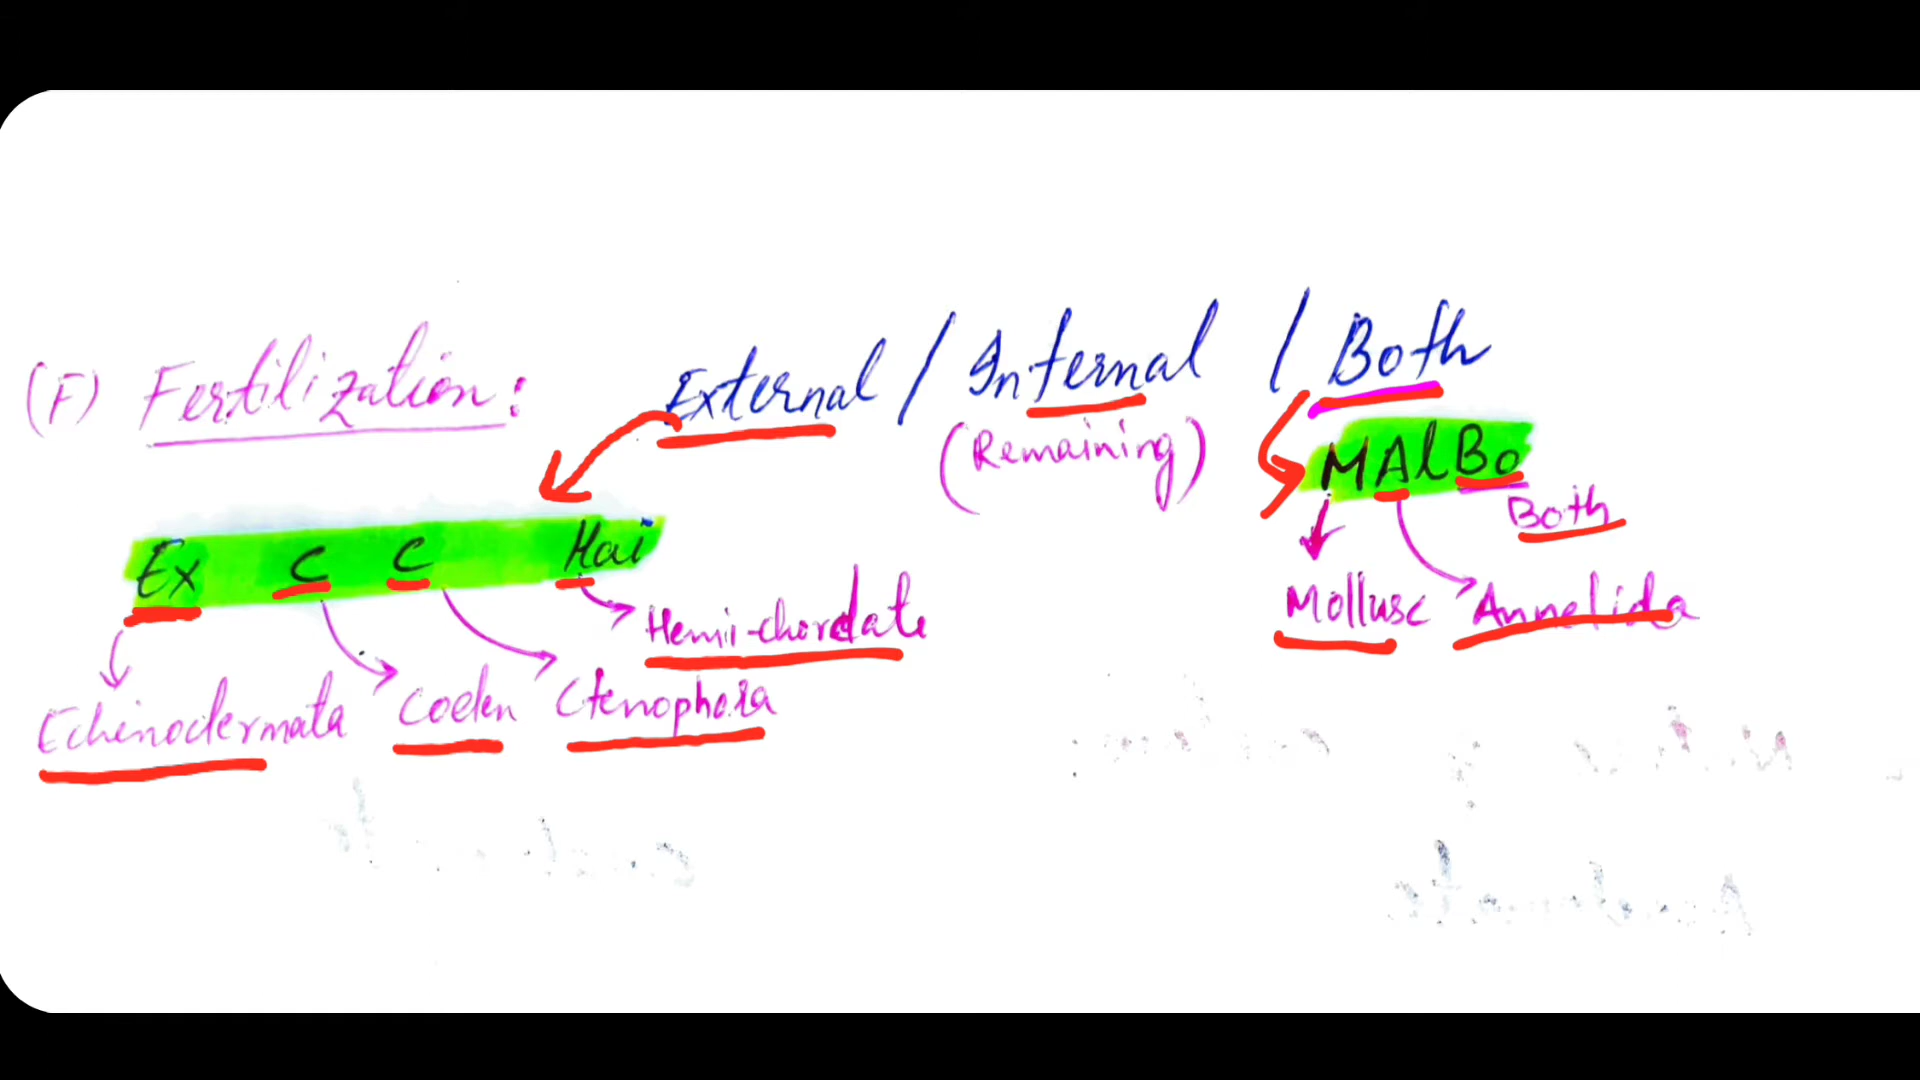 (F) Fertilization: External / Internal / Both
(Remaining)
MAlBo
Both
Ex C C Hai
Hemi-chordate
Mollusc Annelida
Echinodermata Coelen Ctenophora